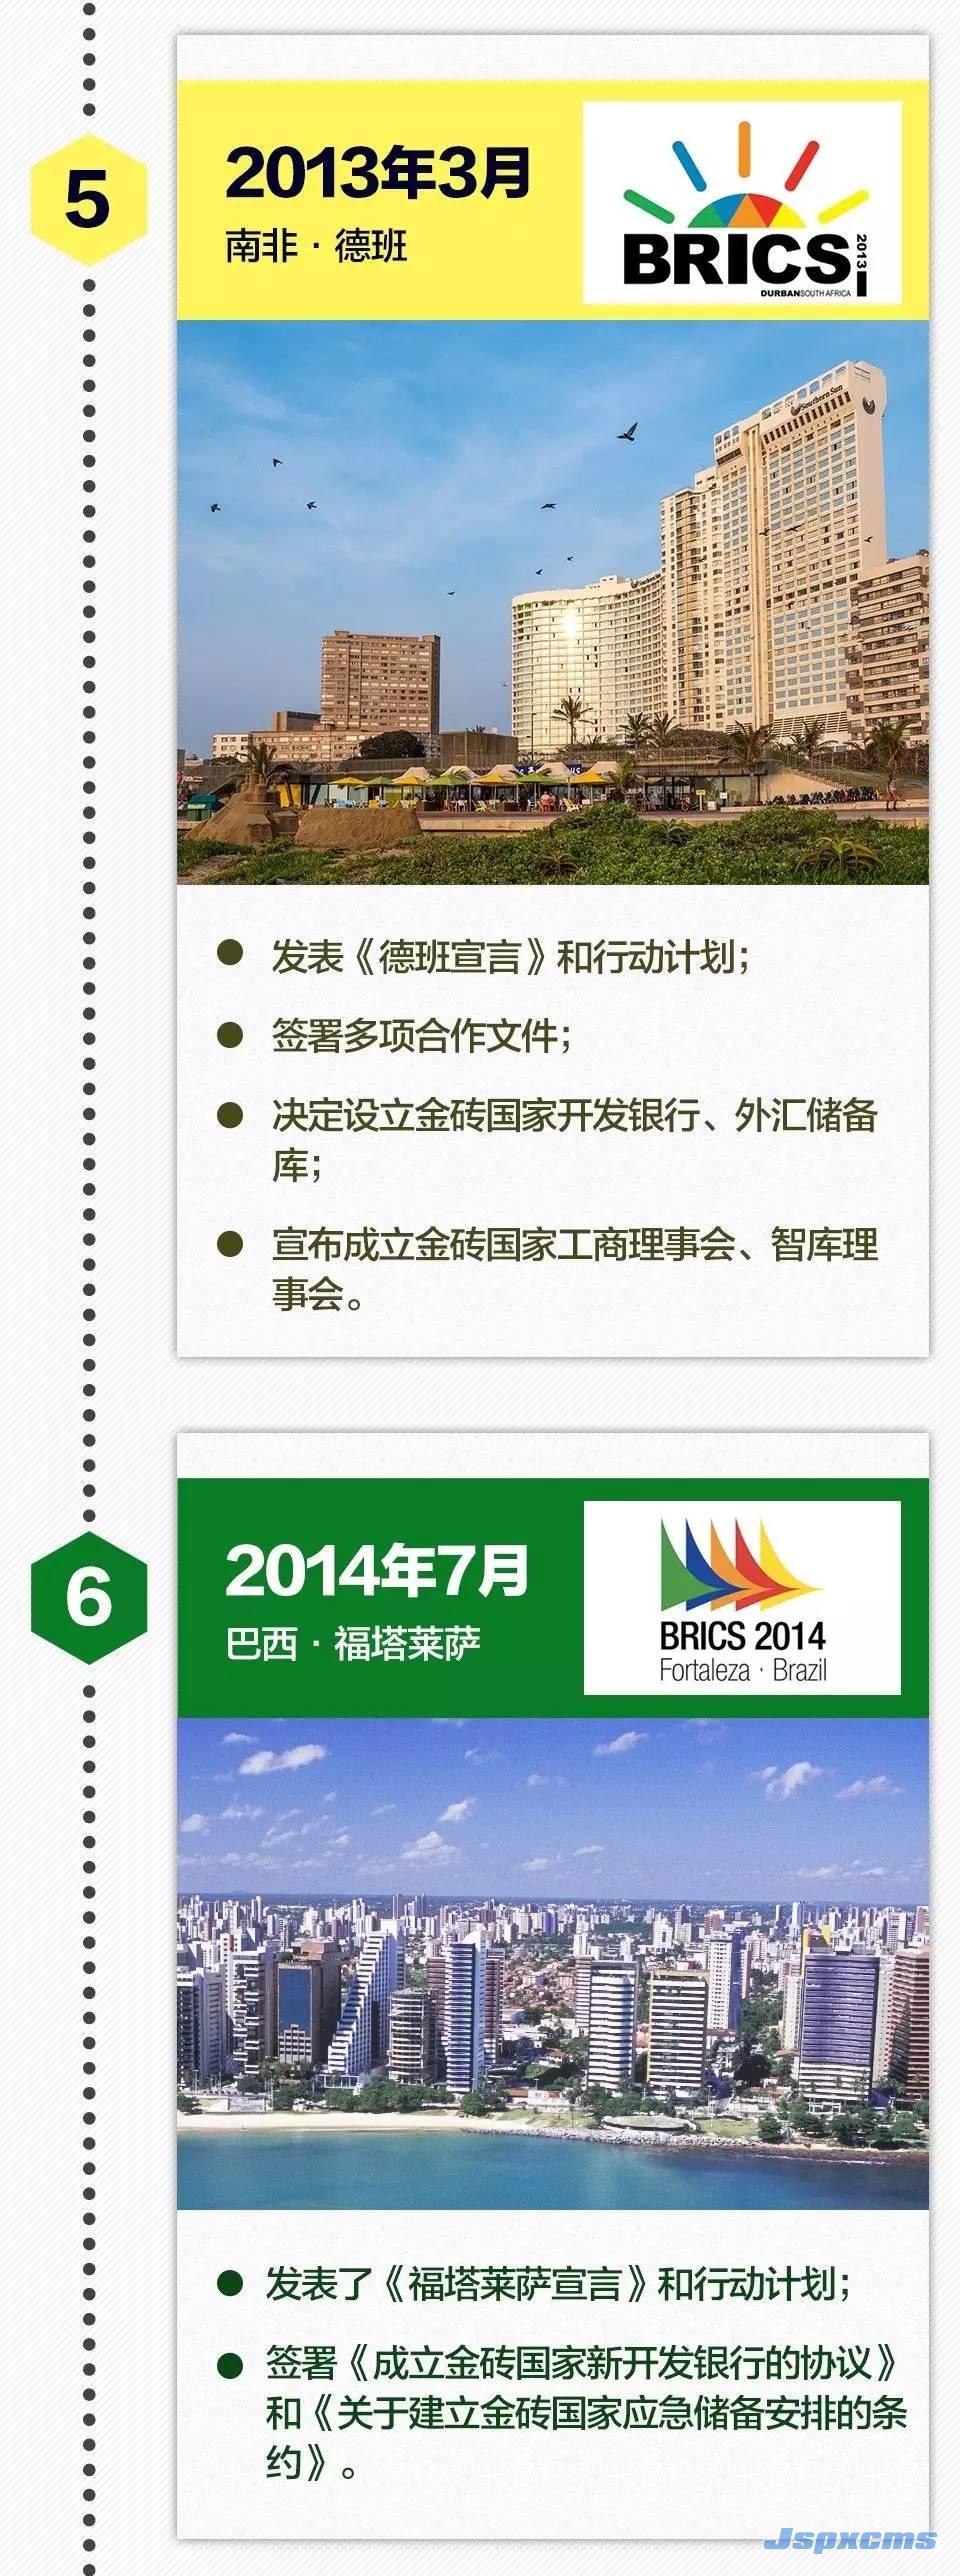 5
2013年3月
南非·德班
BRICS
2013
DURBAN SOUTH AFRICA
Southern Sun
发表《德班宣言》和行动计划；
签署多项合作文件；
决定设立金砖国家开发银行、外汇储备
库；
宣布成立金砖国家工商理事会、智库理
事会。
6
2014年7月
巴西·福塔莱萨
BRICS 2014
Fortaleza · Brazil
发表了《福塔莱萨宣言》和行动计划；
签署《成立金砖国家新开发银行的协议》
和《关于建立金砖国家应急储备安排的条
约》。
Jspxcms